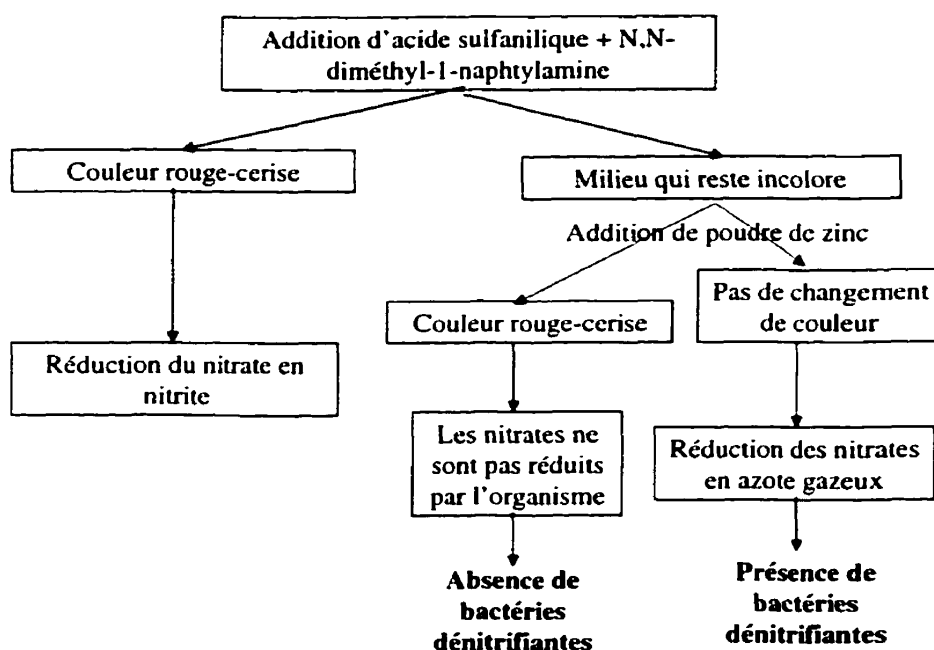 Addition d'acide sulfanilique + N,N-
diméthyl-1-naphtylamine
Couleur rouge-cerise
Milieu qui reste incolore
Addition de poudre de zinc
Couleur rouge-cerise
Pas de changement
de couleur
Réduction du nitrate en
nitrite
Les nitrates ne
sont pas réduits
par l'organisme
Réduction des nitrates
en azote gazeux
Absence de
bactéries
dénitrifiantes
Présence de
bactéries
dénitrifiantes